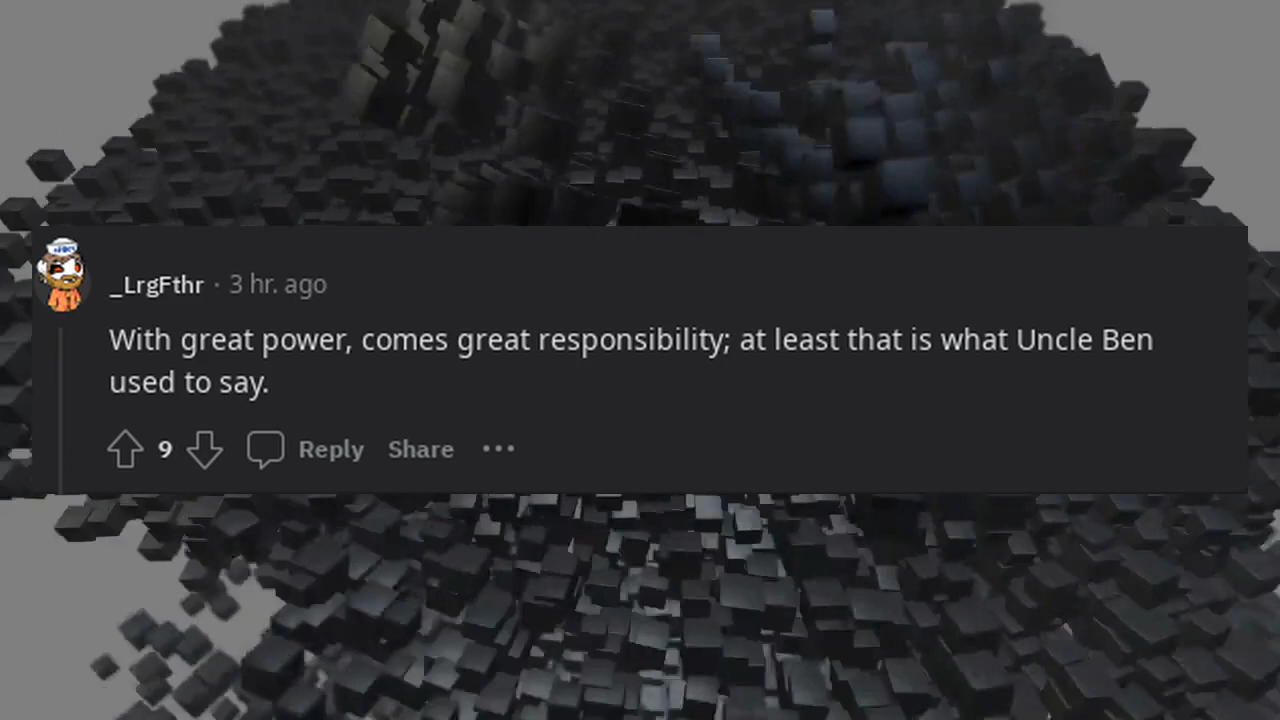 _LrgFthr · 3 hr. ago
With great power, comes great responsibility; at least that is what Uncle Ben
used to say.
9 Reply Share •••